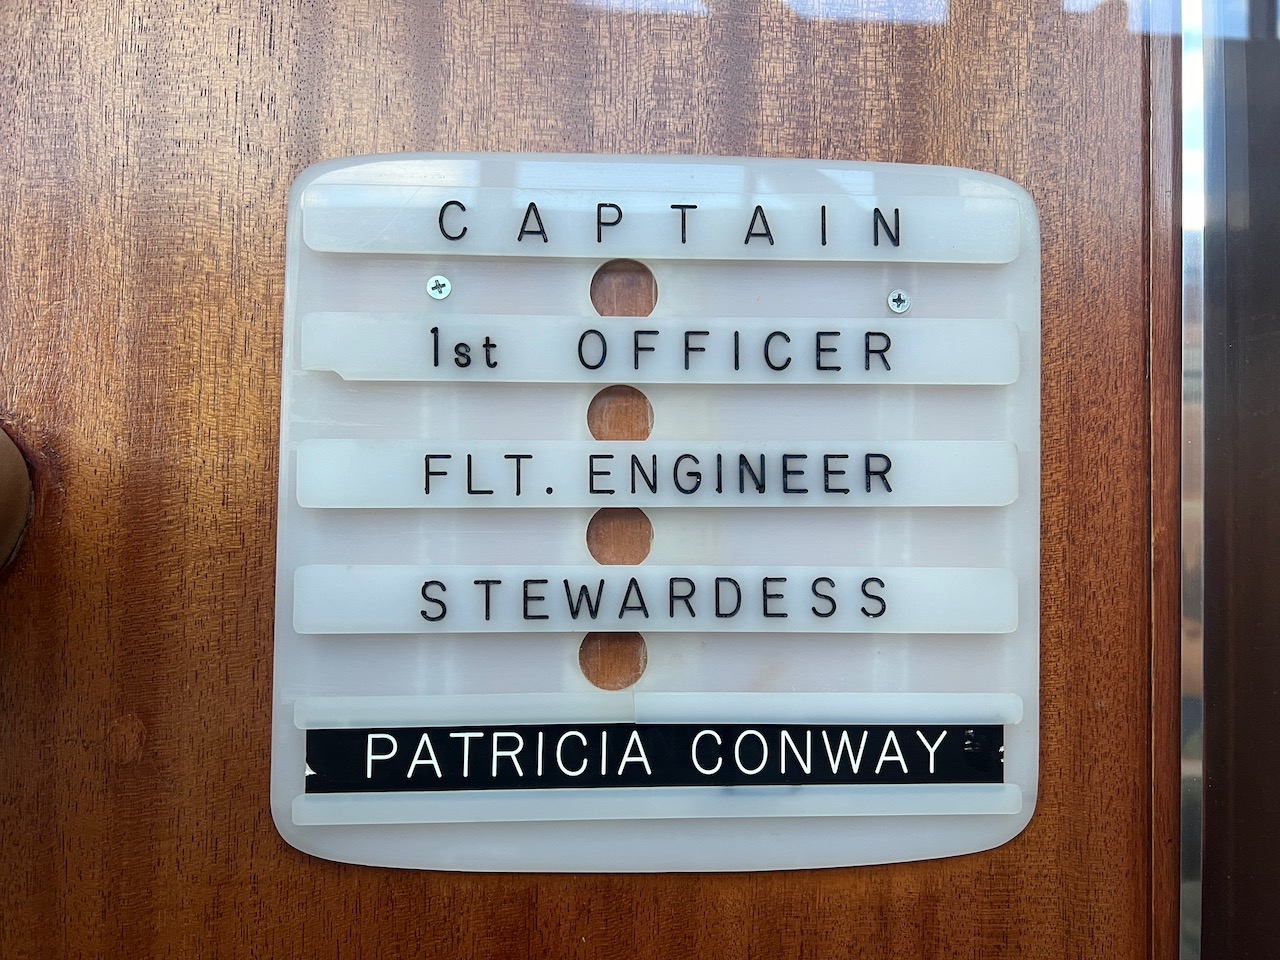 CAPTAIN
1st OFFICER
FLT. ENGINEER
STEWARDESS
PATRICIA CONWAY